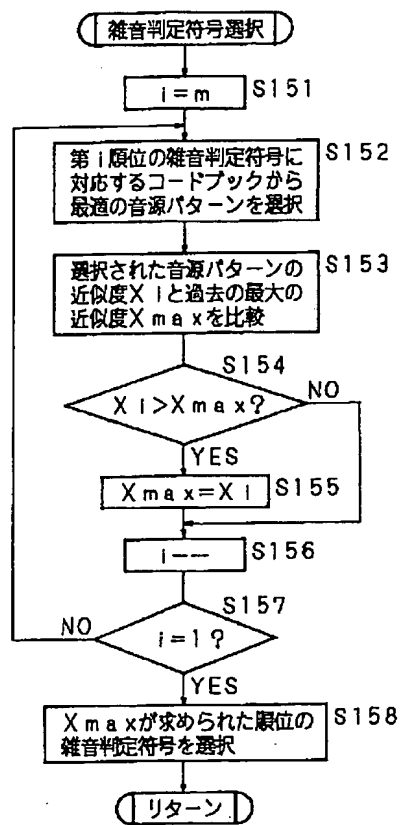 雑音判定符号選択
i=m
S151
第i順位の雑音判定符号に
対応するコードブックから
最適の音源パターンを選択
S152
選択された音源パターンの
近似度Xiと過去の最大の
近似度Xmaxを比較
S153
S154
Xi>Xmax?
NO
YES
Xmax=Xi
S155
i--
S156
S157
NO
i=1?
YES
Xmaxが求められた順位の
雑音判定符号を選択
S158
リターン